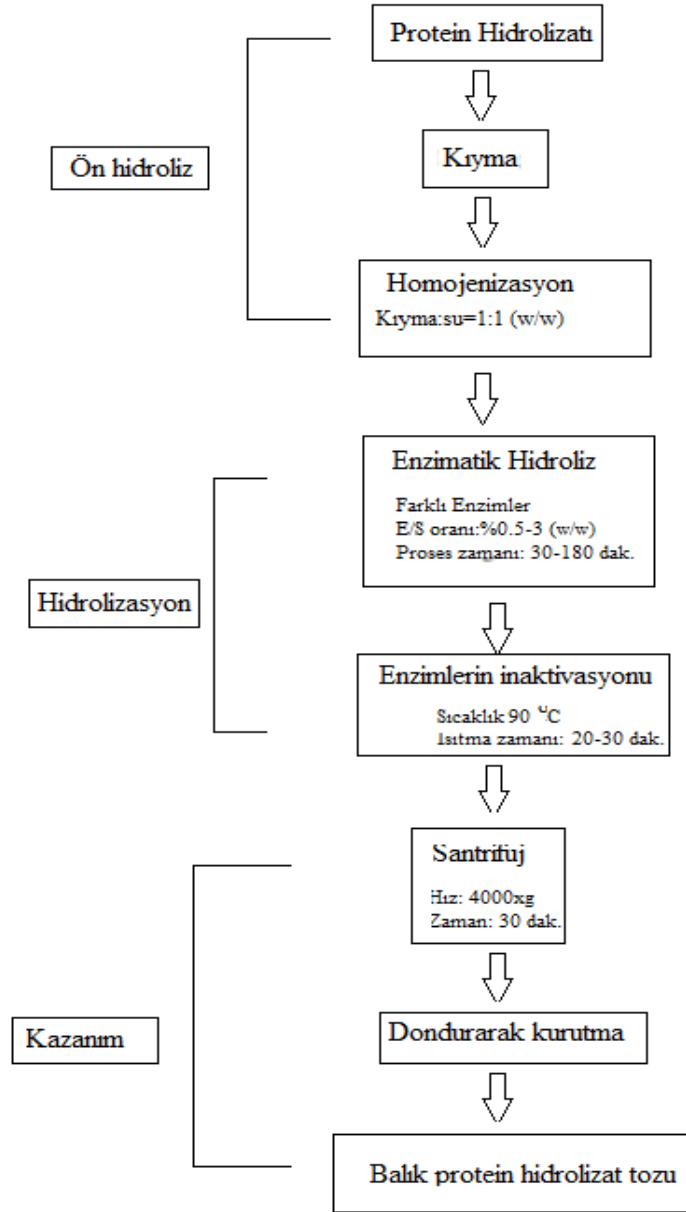 Protein Hidrolizatı
Ön hidroliz
Kıyma
Homojenizasyon
Kıyma:su=1:1 (w/w)
Enzimatik Hidroliz
Farklı Enzimler
E/S oranı:%0.5-3 (w/w)
Proses zamanı: 30-180 dak.
Hidrolizasyon
Enzimlerin inaktivasyonu
Sıcaklık 90 °C
Isıtma zamanı: 20-30 dak.
Santrifuj
Hız: 4000xg
Zaman: 30 dak.
Dondurarak kurutma
Kazanım
Balık protein hidrolizat tozu